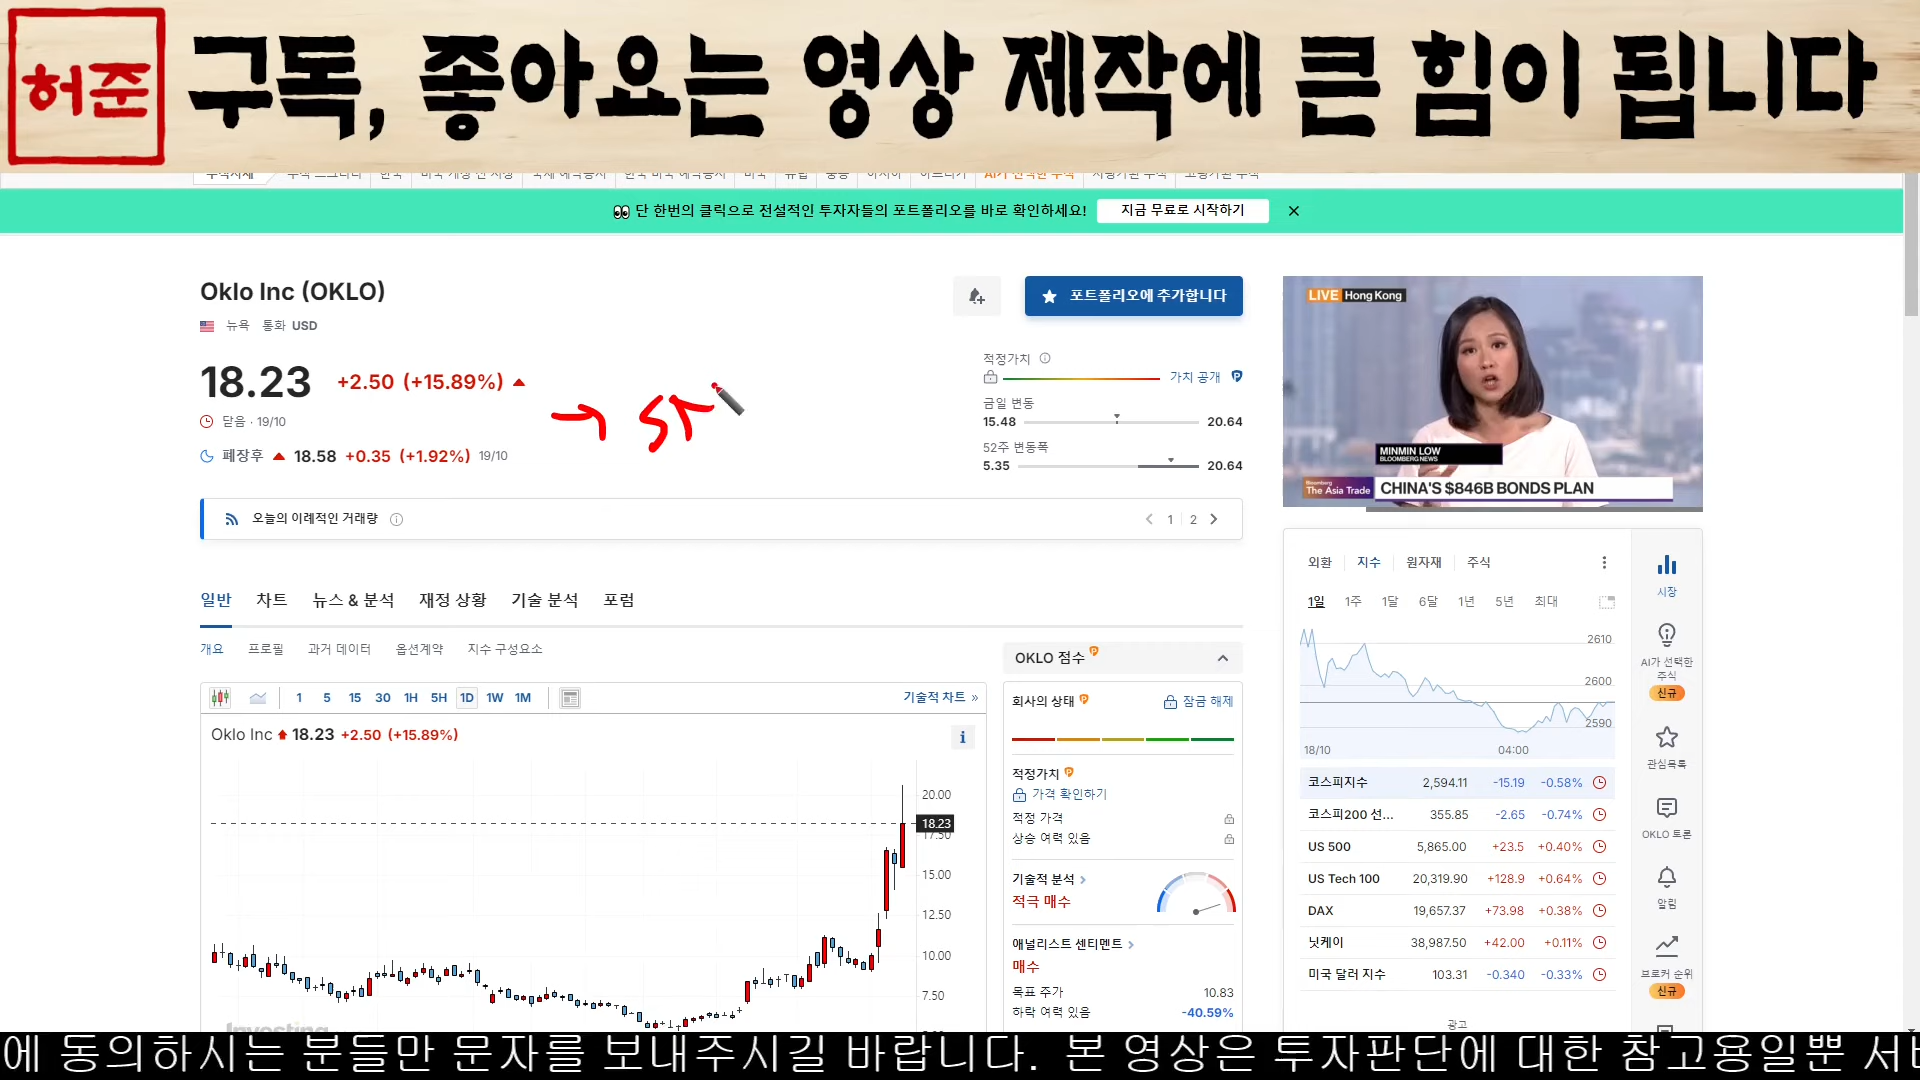 허준 구독, 좋아요는 영상 제작에 큰 힘이 됩니다
단 한번의 클릭으로 전설적인 투자자들의 포트폴리오를 바로 확인하세요! 지금 무료로 시작하기
Oklo Inc (OKLO)
포트폴리오에 추가합니다
뉴욕 통화 USD
18.23 +2.50 (+15.89%)
닫음 · 19/10
폐장후 18.58 +0.35 (+1.92%) 19/10
적정가치
가치 공개
금일 변동
15.48 20.64
52주 변동폭
5.35 20.64
LIVE Hong Kong
MINMIN LOW
BLOOMBERG NEWS
Bloomberg
The Asia Trade CHINA'S $846B BONDS PLAN
오늘의 이례적인 거래량
1 2
일반 차트 뉴스 & 분석 재정 상황 기술 분석 포럼
개요 프로필 과거 데이터 옵션계약 지수 구성요소
1 5 15 30 1H 5H 1D 1W 1M 기술적 차트 »
Oklo Inc 18.23 +2.50 (+15.89%)
20.00
18.23
17.50
15.00
12.50
10.00
7.50
Investing
OKLO 점수
회사의 상태 잠금 해제
적정가치
가격 확인하기
적정 가격
상승 여력 있음
기술적 분석
적극 매수
애널리스트 센티멘트
매수
목표 주가 10.83
하락 여력 있음 -40.59%
외환 지수 원자재 주식
1일 1주 1달 6달 1년 5년 최대
2610
2600
2590
18/10 04:00
코스피지수 2,594.11 -15.19 -0.58%
코스피200 선... 355.85 -2.65 -0.74%
US 500 5,865.00 +23.5 +0.40%
US Tech 100 20,319.90 +128.9 +0.64%
DAX 19,657.37 +73.98 +0.38%
닛케이 38,987.50 +42.00 +0.11%
미국 달러 지수 103.31 -0.340 -0.33%
광고
시장
AI가 선택한
주식
신규
관심목록
OKLO 토론
알림
브로커 순위
신규
에 동의하시는 분들만 문자를 보내주시길 바랍니다. 본 영상은 투자판단에 대한 참고용일뿐